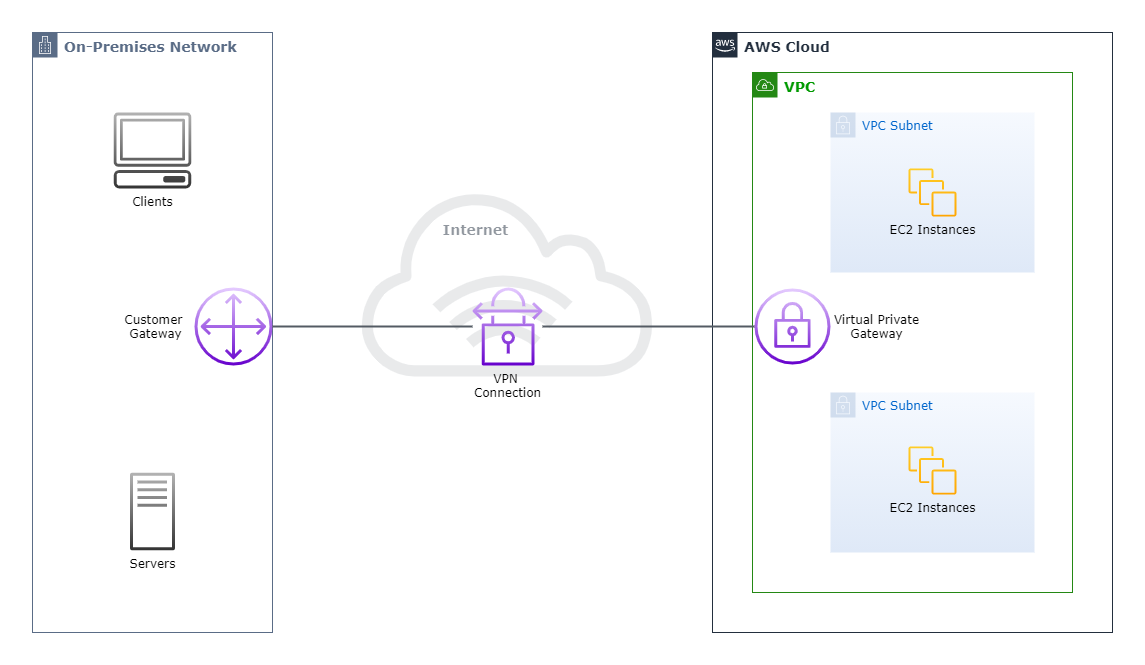 On-Premises Network
Clients
Customer
Gateway
Servers
Internet
VPN
Connection
aws
AWS Cloud
VPC
VPC Subnet
EC2 Instances
Virtual Private
Gateway
VPC Subnet
EC2 Instances